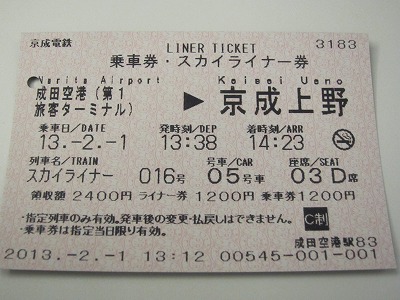 京成電鉄 LINER TICKET 3183
乗車券・スカイライナー券
Narita Airport Keisei Ueno
成田空港(第1
旅客ターミナル) ▶ 京成上野
乗車日/DATE 発時刻/DEP 着時刻/ARR
13.-2.-1 13:38 14:23
列車名/TRAIN 号車/CAR 座席/SEAT
スカイライナー 016号 05号車 03D席
領収額 2400円 ライナー券 1200円 乗車券 1200円
・指定列車のみ有効。発車後の変更・払戻しはできません。
・乗車券は指定当日限り有効。 C制
成田空港駅83
2013.-2.-1 13:12 00545-001-001